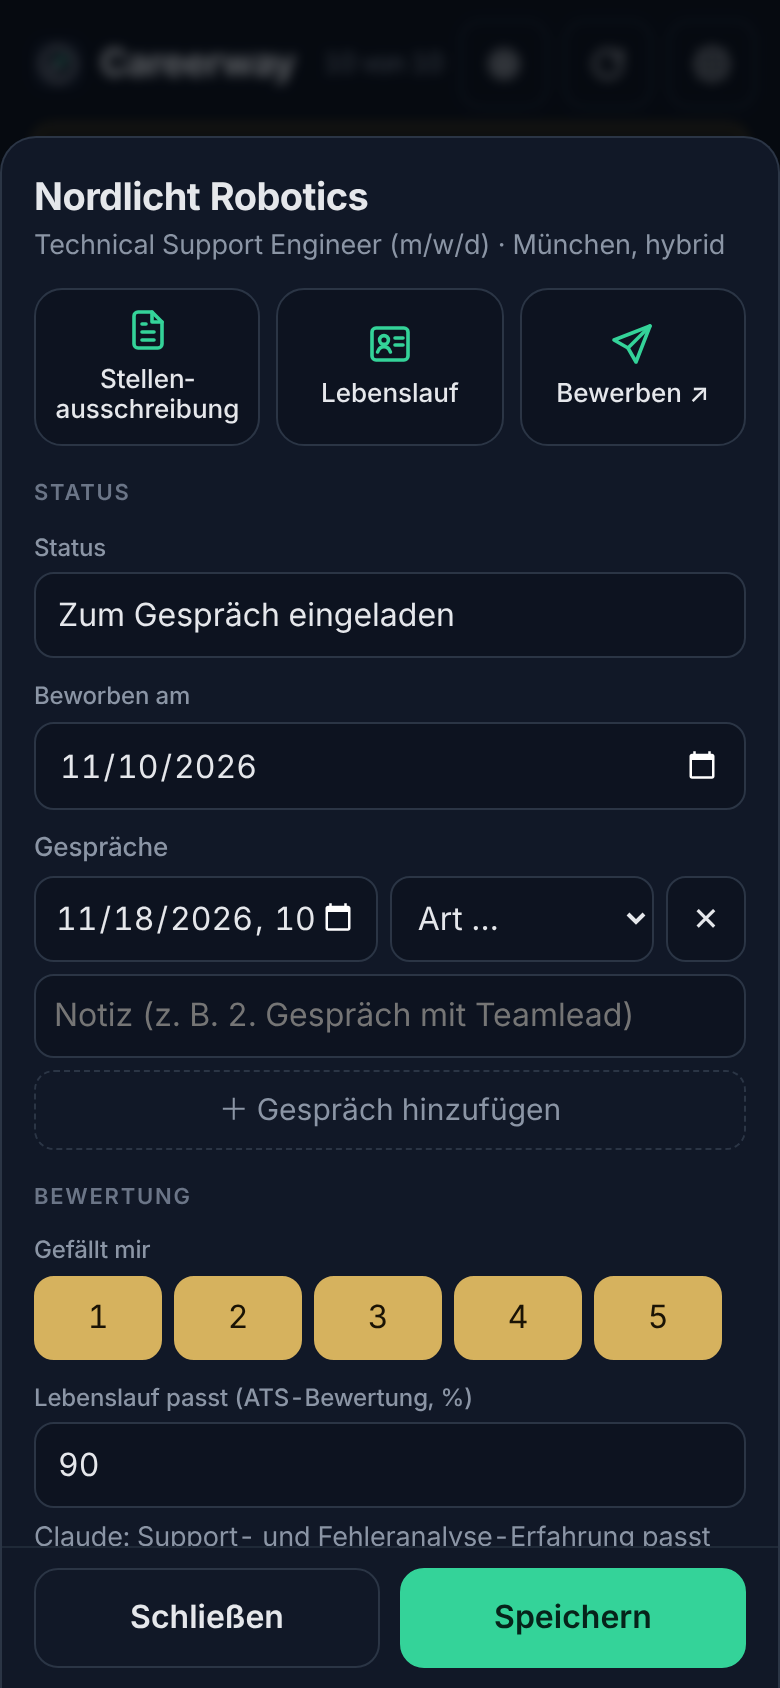 Careerway
Nordlicht Robotics
Technical Support Engineer (m/w/d) · München, hybrid
Stellen-
ausschreibung
Lebenslauf
Bewerben ↗
STATUS
Status
Zum Gespräch eingeladen
Beworben am
11/10/2026
Gespräche
11/18/2026, 10
Art ...
Notiz (z. B. 2. Gespräch mit Teamlead)
+ Gespräch hinzufügen
BEWERTUNG
Gefällt mir
1 2 3 4 5
Lebenslauf passt (ATS-Bewertung, %)
90
Claude: Support- und Fehleranalyse-Erfahrung passt
Schließen
Speichern